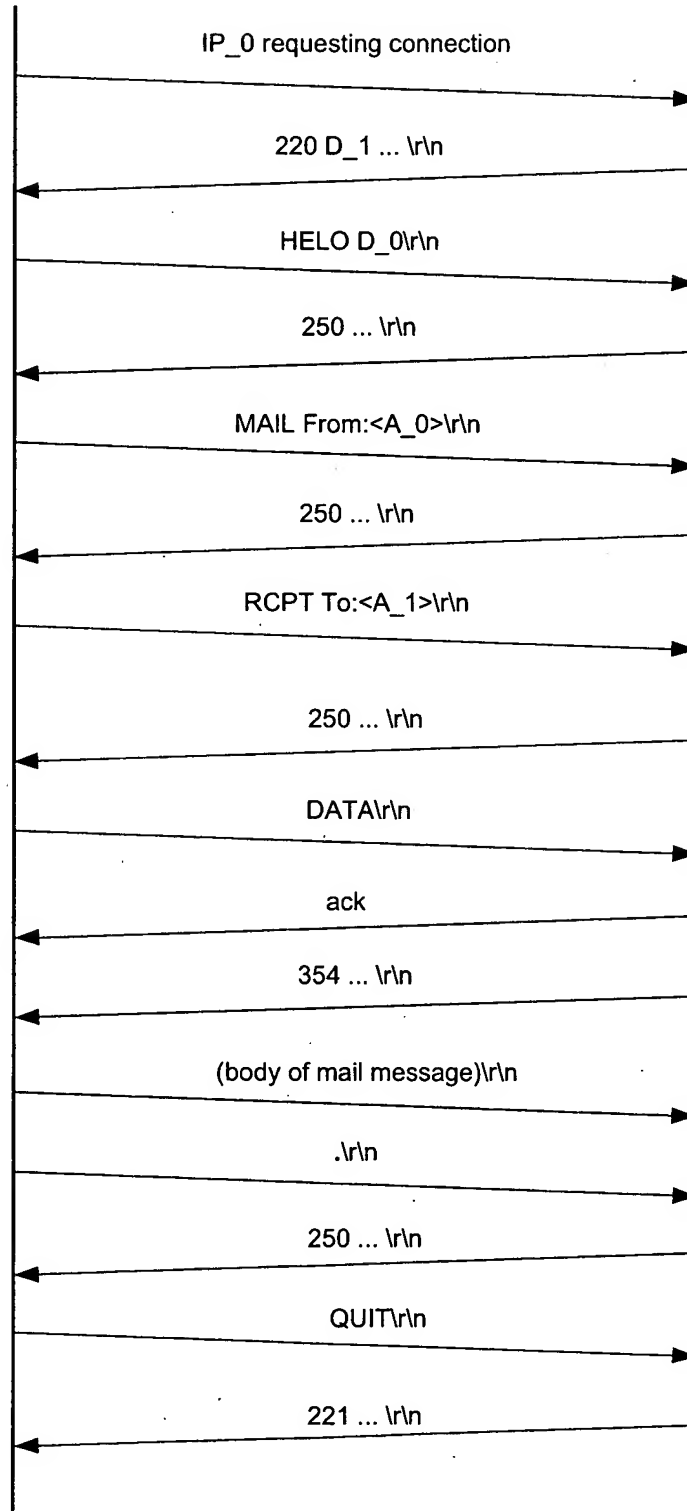 IP_0 requesting connection
220 D_1 ... \r\n
HELO D_0\r\n
250 ... \r\n
MAIL From:<A_0>\r\n
250 ... \r\n
RCPT To:<A_1>\r\n
250 ... \r\n
DATA\r\n
ack
354 ... \r\n
(body of mail message)\r\n
.\r\n
250 ... \r\n
QUIT\r\n
221 ... \r\n